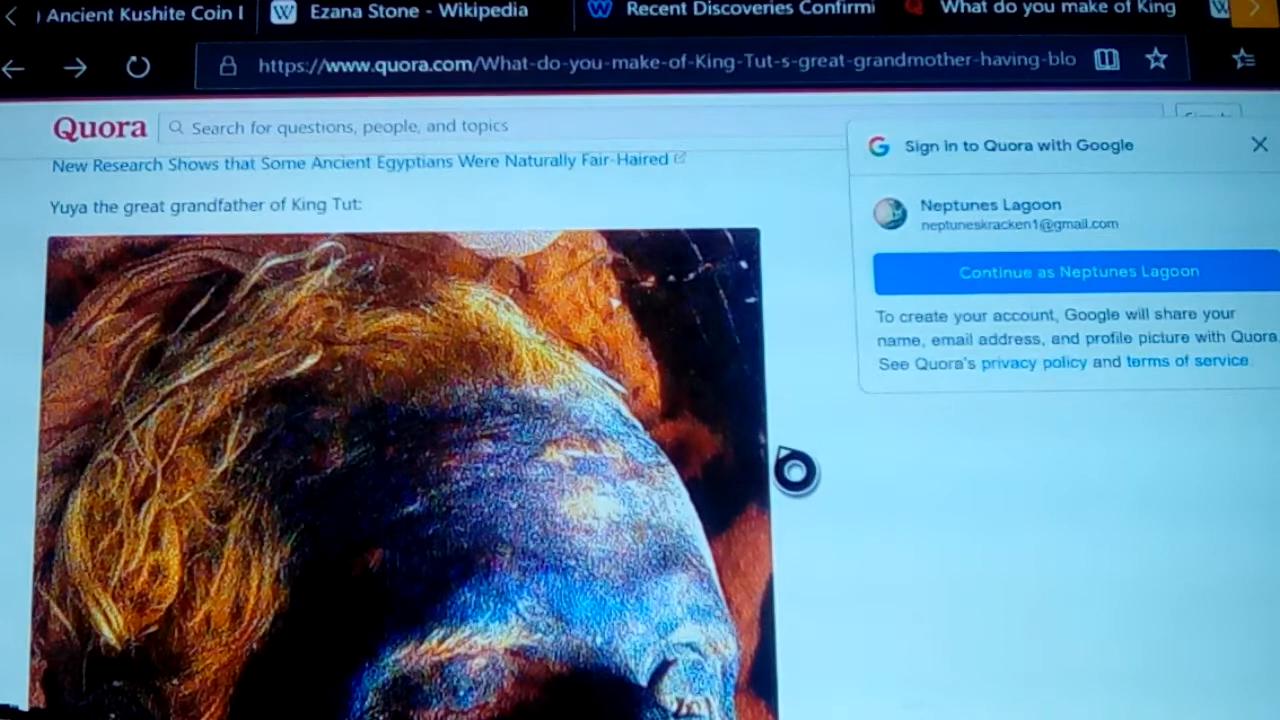 Ancient Kushite Coin I
Ezana Stone - Wikipedia
Recent Discoveries Confirmi
What do you make of King
https://www.quora.com/What-do-you-make-of-King-Tut-s-great-grandmother-having-blo
Quora
Search for questions, people, and topics
New Research Shows that Some Ancient Egyptians Were Naturally Fair-Haired
Yuya the great grandfather of King Tut:
Sign in to Quora with Google
Neptunes Lagoon
neptuneskracken1@gmail.com
Continue as Neptunes Lagoon
To create your account, Google will share your
name, email address, and profile picture with Quora.
See Quora's privacy policy and terms of service.